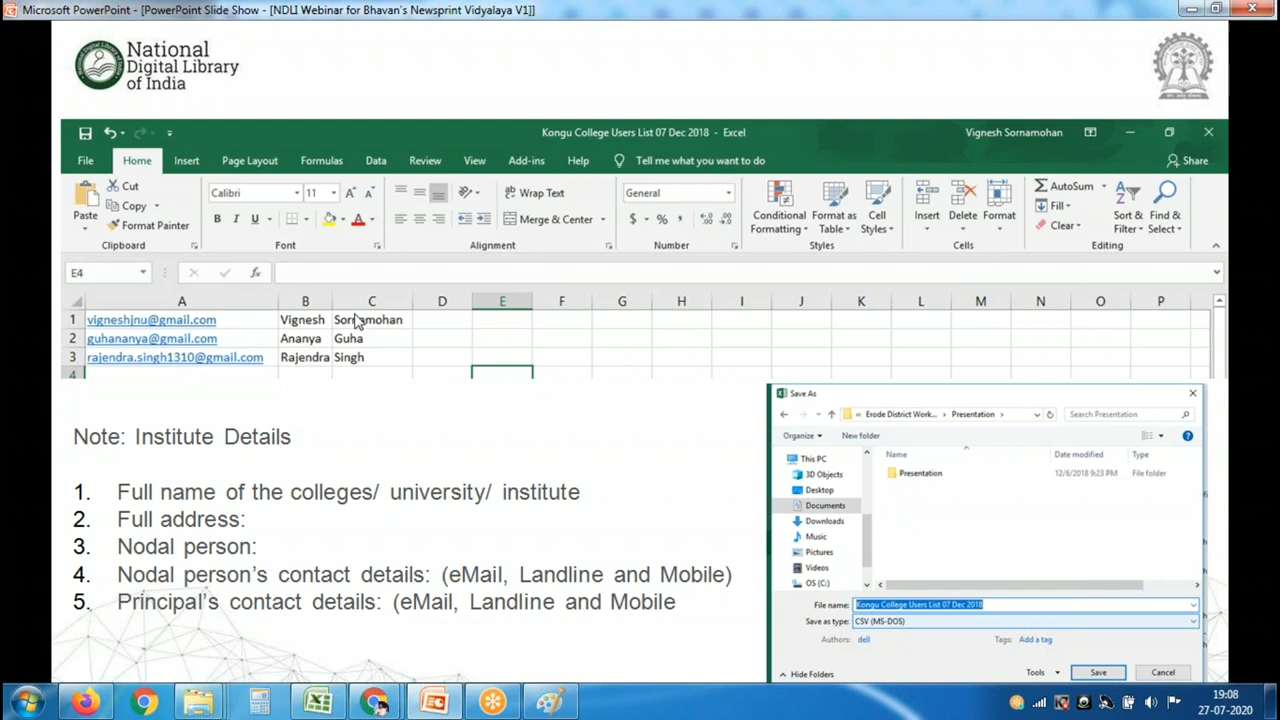 Microsoft PowerPoint - [PowerPoint Slide Show - [NDLI Webinar for Bhavan's Newsprint Vidyalaya V1]]
National
Digital Library
of India
Kongu College Users List 07 Dec 2018 - Excel
Vignesh Sornamohan
File Home Insert Page Layout Formulas Data Review View Add-ins Help Tell me what you want to do Share
Paste
Cut
Copy
Format Painter
Clipboard
Calibri 11
B I U
A
Font
Wrap Text
Merge & Center
Alignment
General
$ % ,
Number
Conditional Formatting
Format as Table
Cell Styles
Styles
Insert Delete Format
Cells
AutoSum
Fill
Clear
Sort & Filter
Find & Select
Editing
E4 fx
A B C D E F G H I J K L M N O P
1 vigneshjnu@gmail.com Vignesh Sornamohan
2 guhananya@gmail.com Ananya Guha
3 rajendra.singh1310@gmail.com Rajendra Singh
4
Note: Institute Details
1. Full name of the colleges/ university/ institute
2. Full address:
3. Nodal person:
4. Nodal person's contact details: (eMail, Landline and Mobile)
5. Principal's contact details: (eMail, Landline and Mobile
Save As
« Erode District Work... › Presentation ›
Search Presentation
Organize New folder
Name Date modified Type
Presentation 12/6/2018 9:23 PM File folder
This PC
3D Objects
Desktop
Documents
Downloads
Music
Pictures
Videos
OS (C:)
File name: Kongu College Users List 07 Dec 2018
Save as type: CSV (MS-DOS)
Authors: dell Tags: Add a tag
Hide Folders Tools Save Cancel
19:08
27-07-2020